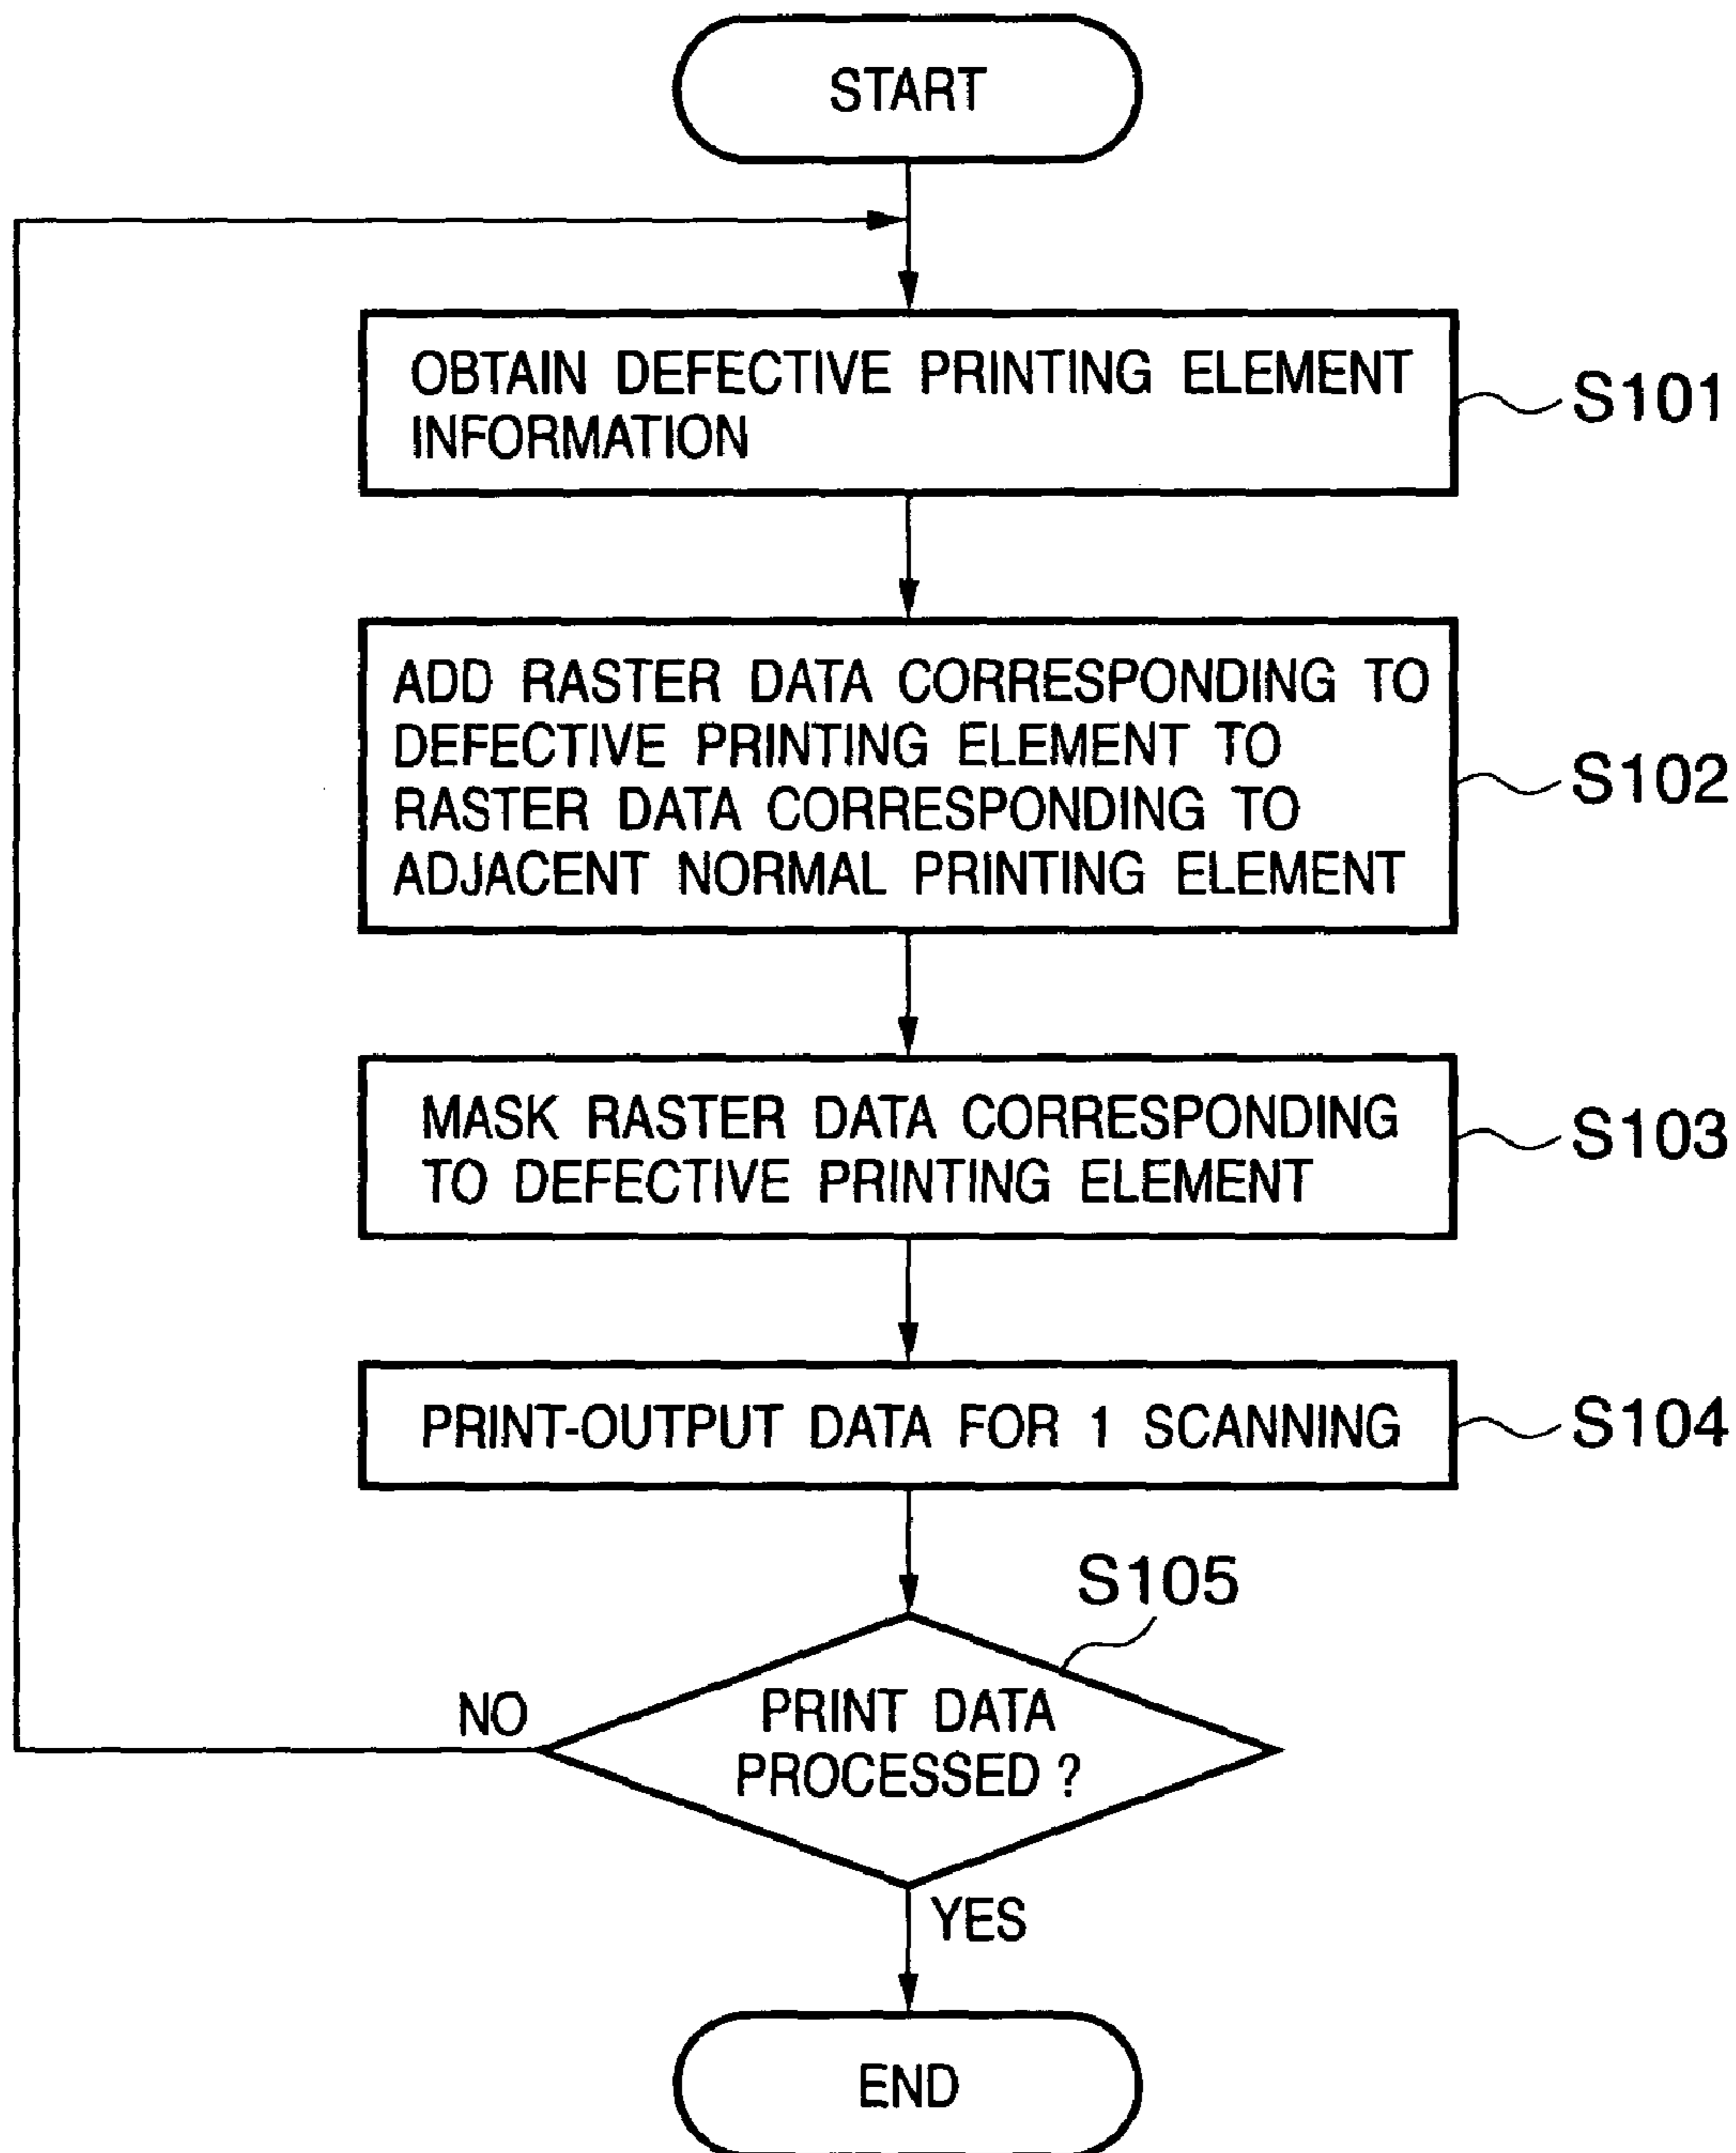 START
OBTAIN DEFECTIVE PRINTING ELEMENT
INFORMATION
S101
ADD RASTER DATA CORRESPONDING TO
DEFECTIVE PRINTING ELEMENT TO
RASTER DATA CORRESPONDING TO
ADJACENT NORMAL PRINTING ELEMENT
S102
MASK RASTER DATA CORRESPONDING
TO DEFECTIVE PRINTING ELEMENT
S103
PRINT-OUTPUT DATA FOR 1 SCANNING
S104
S105
NO
PRINT DATA
PROCESSED ?
YES
END